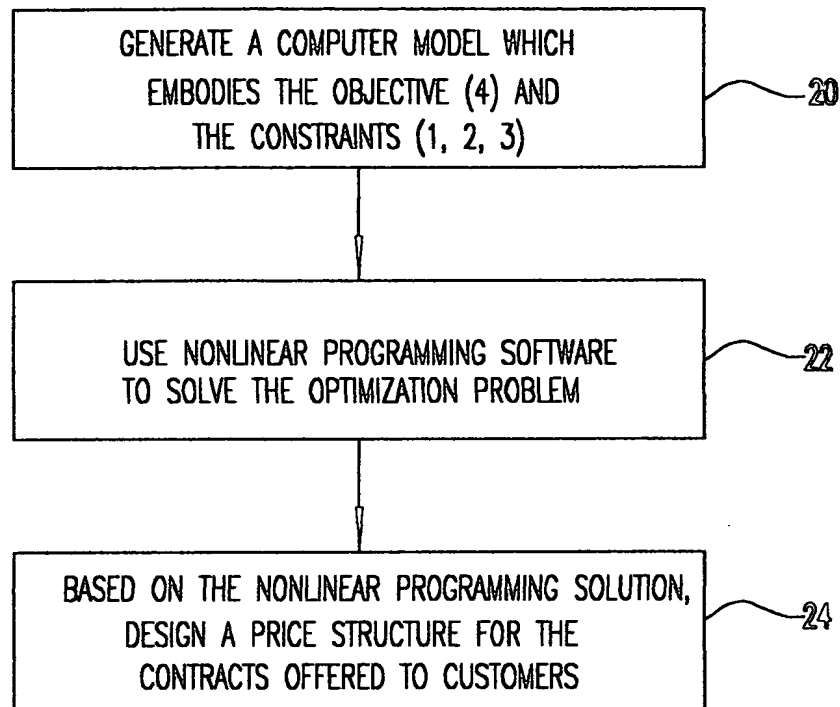 GENERATE A COMPUTER MODEL WHICH
EMBODIES THE OBJECTIVE (4) AND
THE CONSTRAINTS (1, 2, 3)
20
USE NONLINEAR PROGRAMMING SOFTWARE
TO SOLVE THE OPTIMIZATION PROBLEM
22
BASED ON THE NONLINEAR PROGRAMMING SOLUTION,
DESIGN A PRICE STRUCTURE FOR THE
CONTRACTS OFFERED TO CUSTOMERS
24